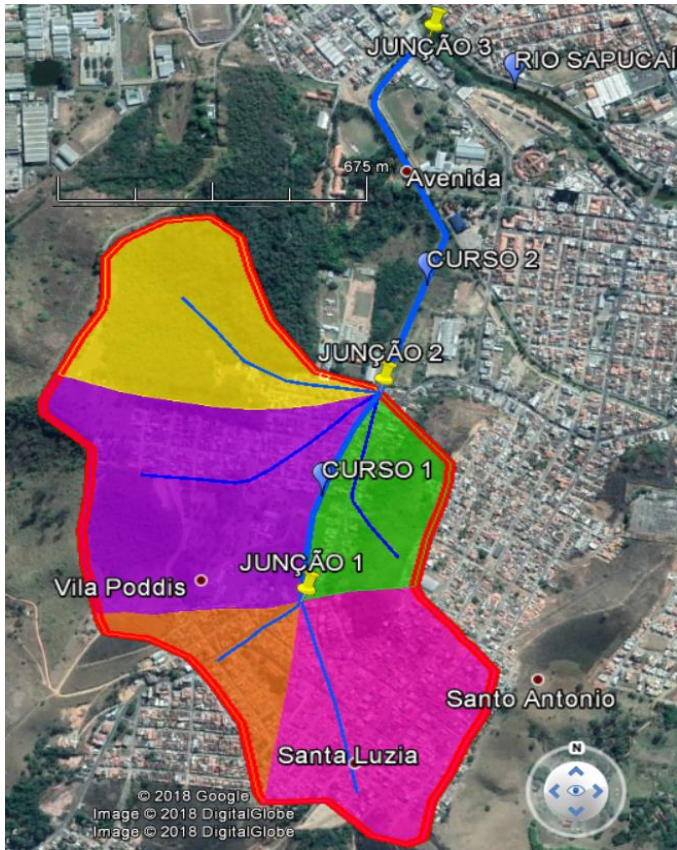 JUNÇÃO 3
RIO SAPUCAÍ
675 m
Avenida
CURSO 2
JUNÇÃO 2
CURSO 1
JUNÇÃO 1
Vila Poddis
Santo Antonio
Santa Luzia
N
© 2018 Google
Image © 2018 DigitalGlobe
Image © 2018 DigitalGlobe